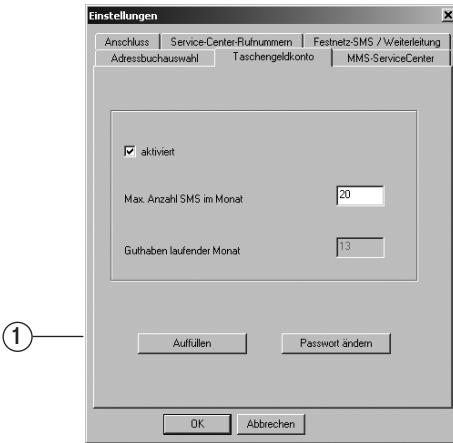 Einstellungen
Anschluss Service-Center-Rufnummern Festnetz-SMS / Weiterleitung
Adressbuchauswahl Taschengeldkonto MMS-ServiceCenter
aktiviert
Max. Anzahl SMS im Monat 20
Guthaben laufender Monat 13
1
Auffüllen Passwort ändern
OK Abbrechen